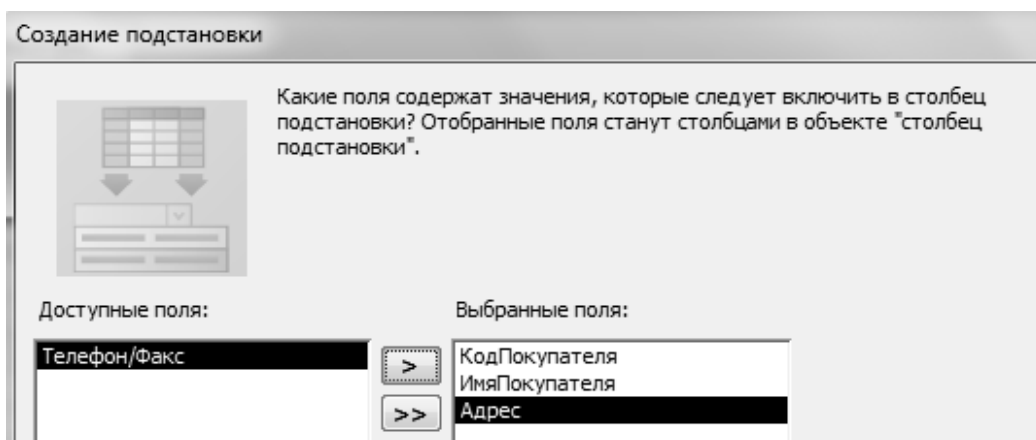 Создание подстановки
Какие поля содержат значения, которые следует включить в столбец
подстановки? Отобранные поля станут столбцами в объекте "столбец
подстановки".
Доступные поля:
Выбранные поля:
Телефон/Факс
>
>>
КодПокупателя
ИмяПокупателя
Адрес